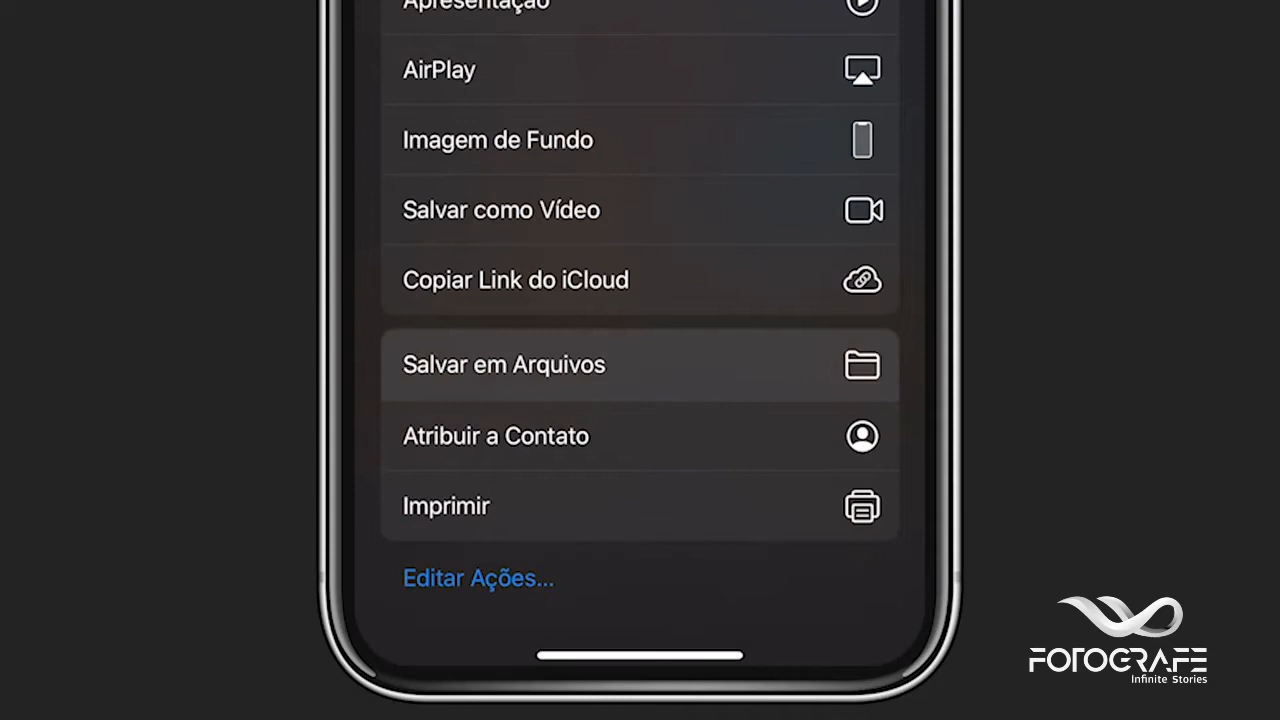 Apresentação
AirPlay
Imagem de Fundo
Salvar como Vídeo
Copiar Link do iCloud
Salvar em Arquivos
Atribuir a Contato
Imprimir
Editar Ações...
FOTOGRAFE
Infinite Stories